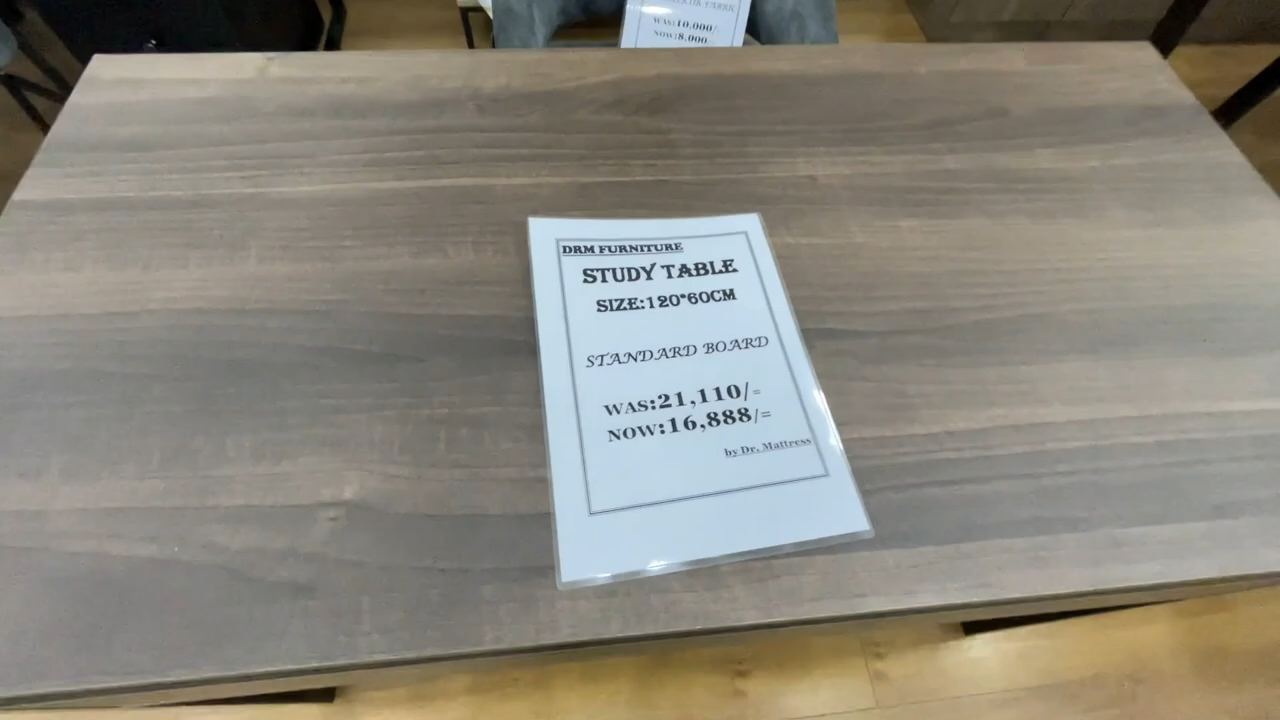 WAS:10,000/
NOW:8,000
DRM FURNITURE
STUDY TABLE
SIZE:120*60CM
STANDARD BOARD
WAS:21,110/=
NOW:16,888/=
by Dr. Mattress